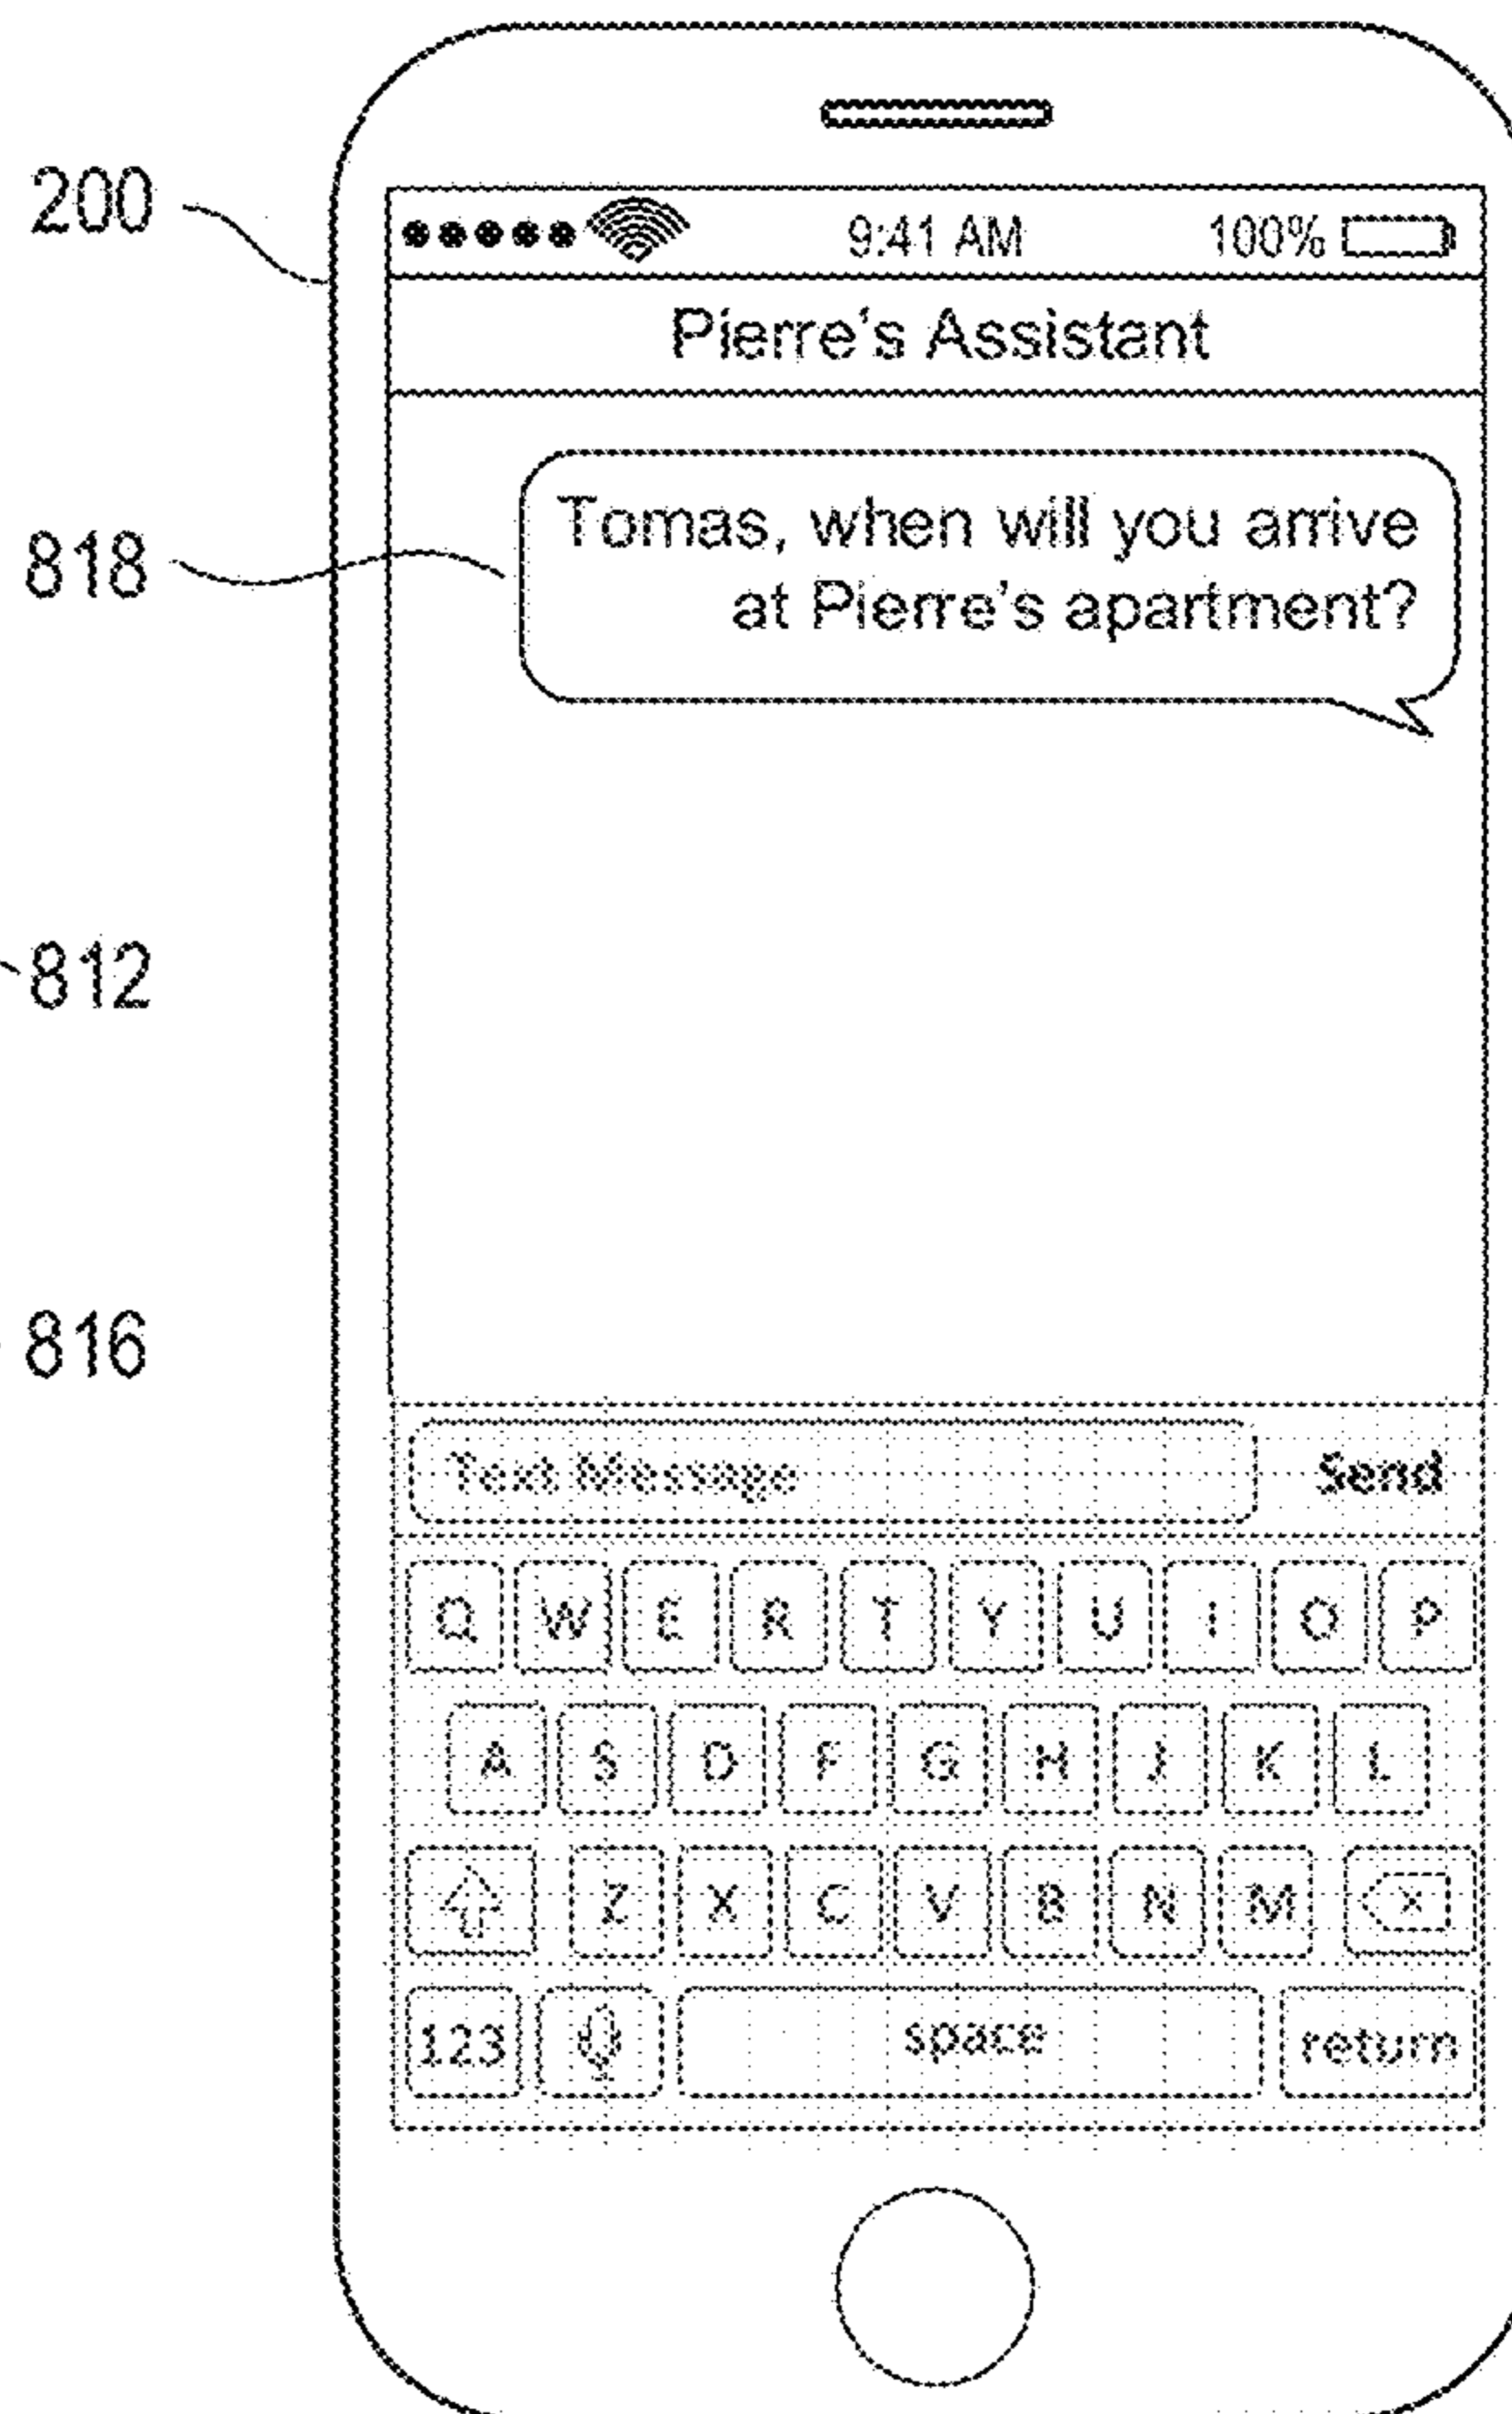 200
9:41 AM 100%
Pierre's Assistant
818
Tomas, when will you arrive
at Pierre's apartment?
812
816
Text Message Send
Q W E R T Y U I O P
A S D F G H J K L
Z X C V B N M
123 space return